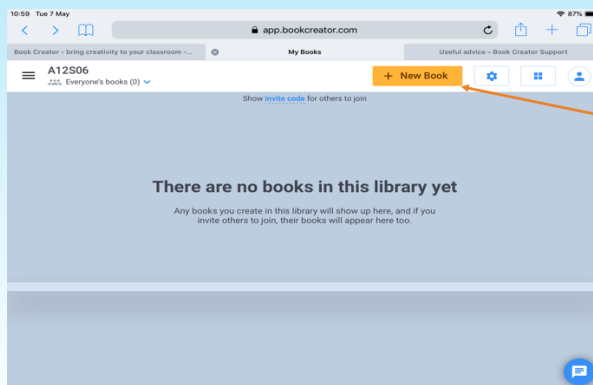 10:59 Tue 7 May
87%
app.bookcreator.com
Book Creator - bring creativity to your classroom -...
My Books
Useful advice – Book Creator Support
A12S06
Everyone's books (0)
+ New Book
Show invite code for others to join
There are no books in this library yet
Any books you create in this library will show up here, and if you
invite others to join, their books will appear here too.